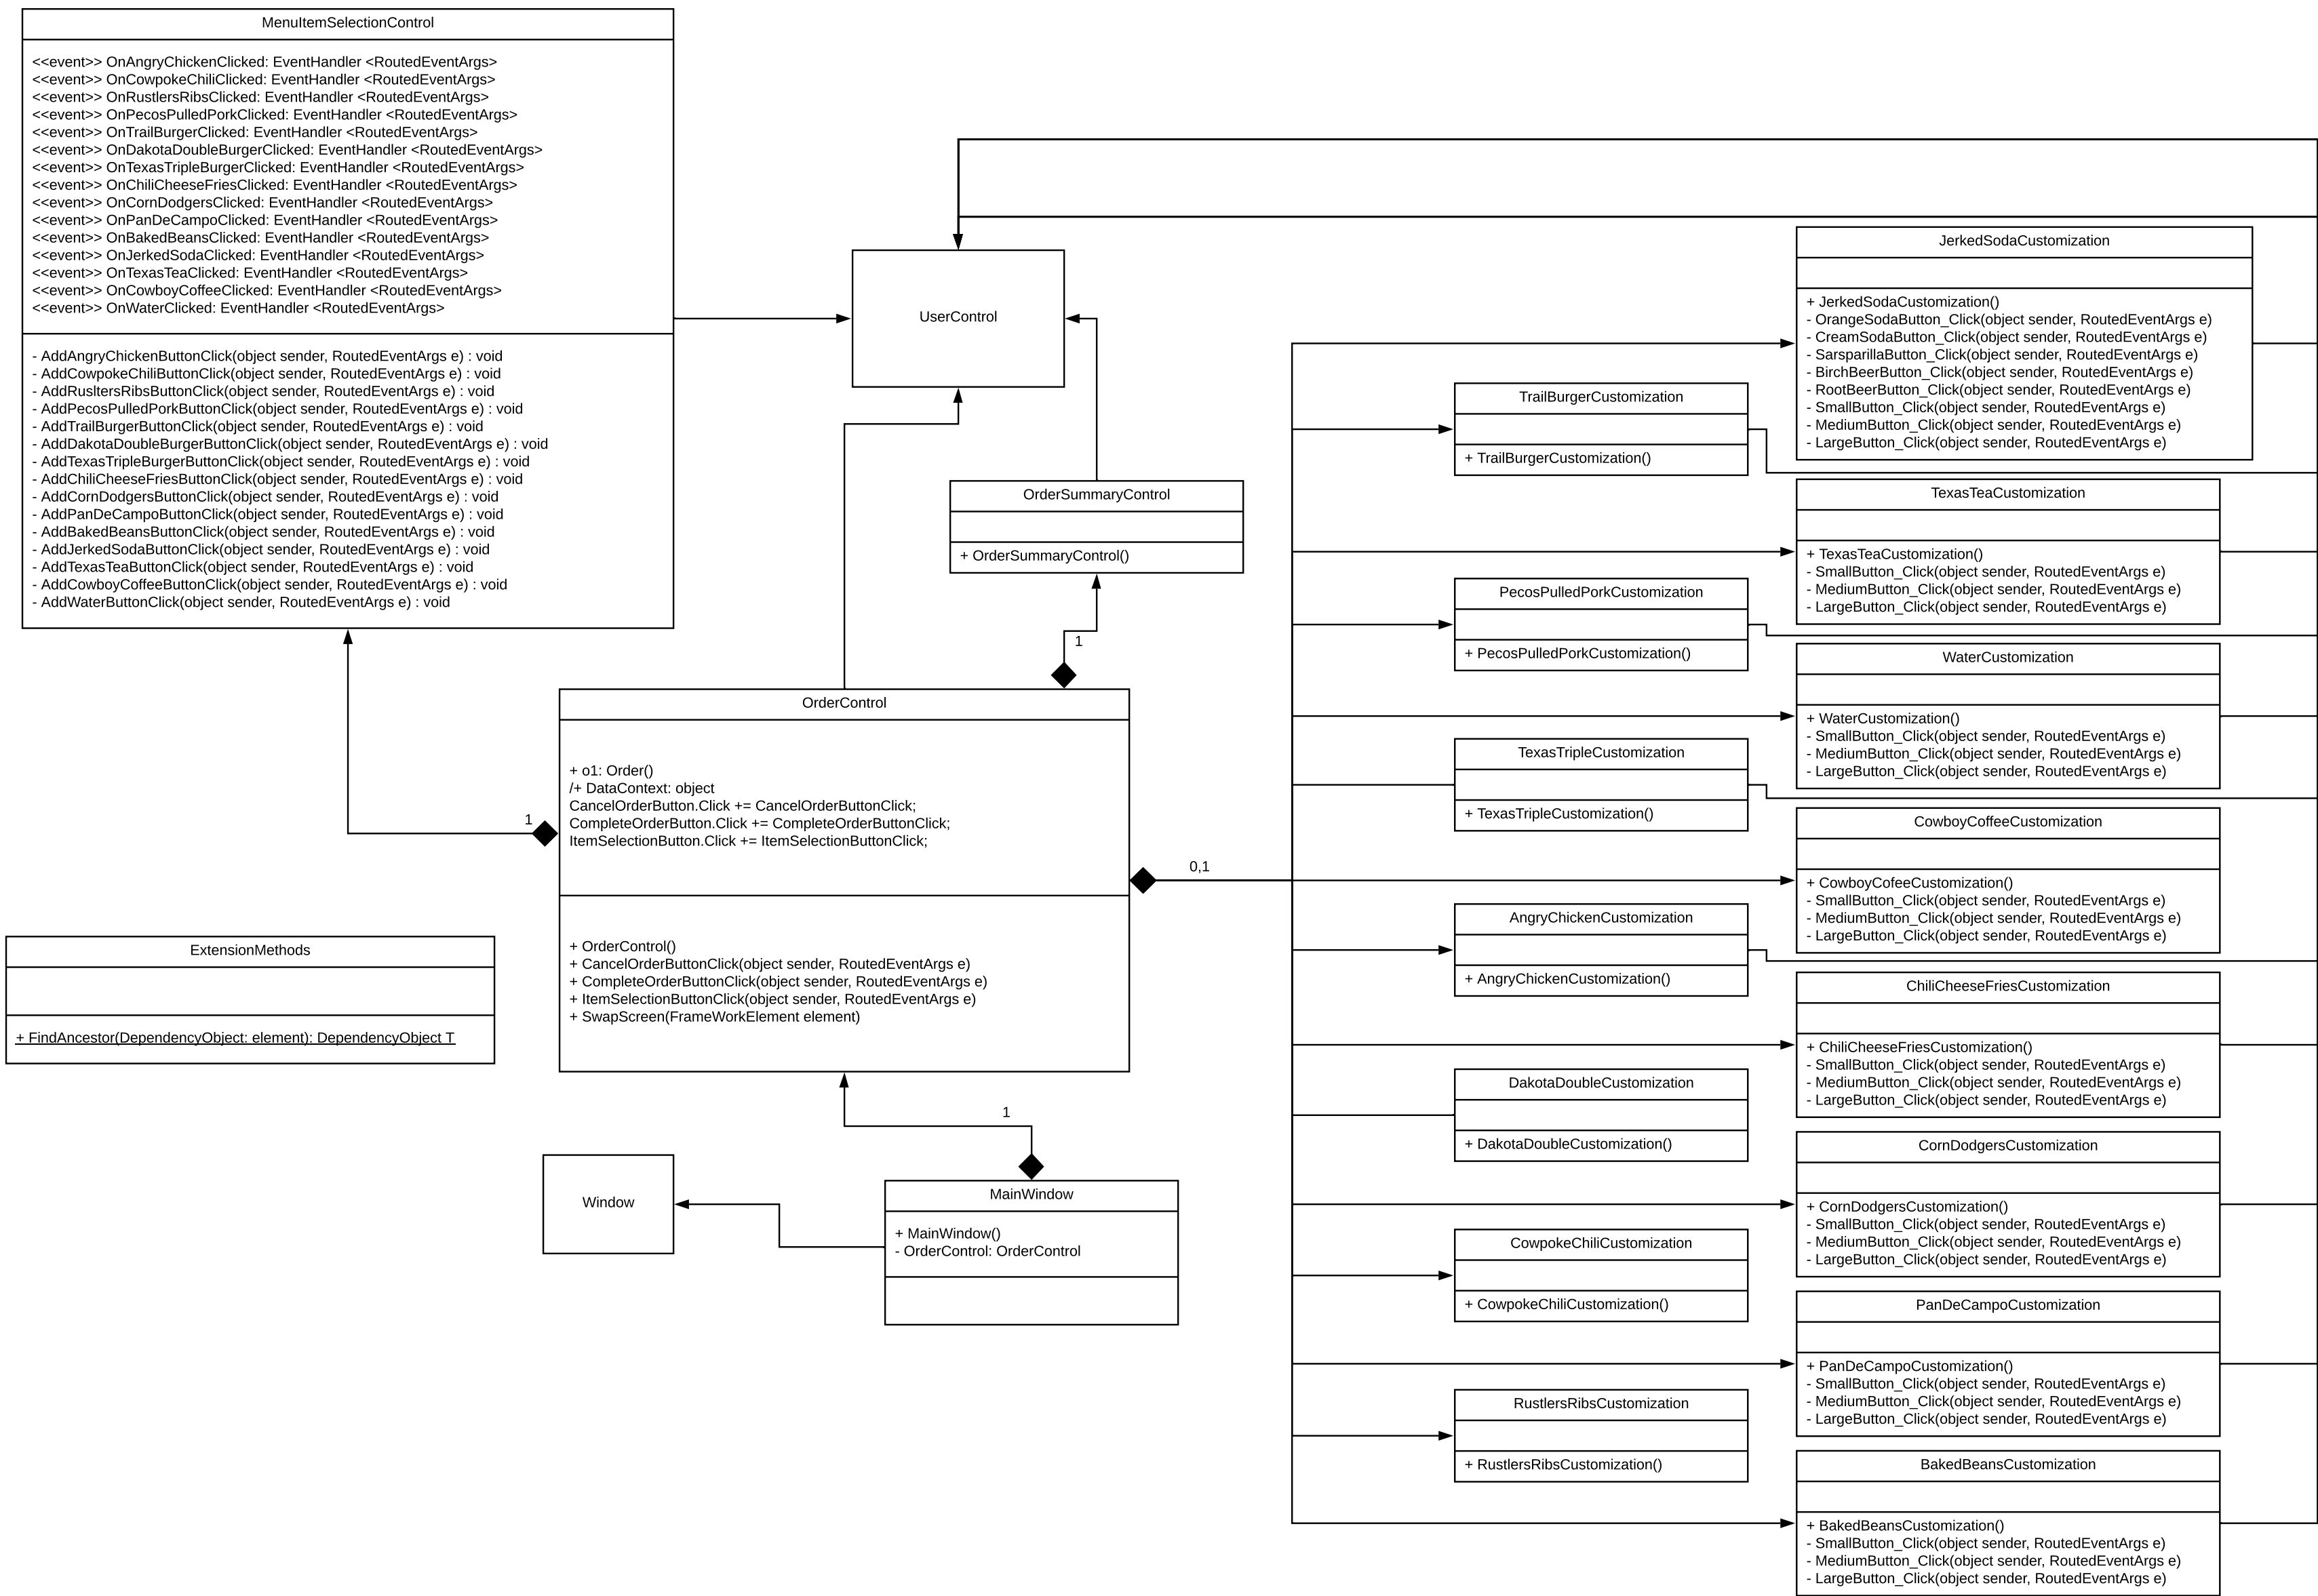 MenuItemSelectionControl
<<event>> OnAngryChickenClicked: EventHandler <RoutedEventArgs>
<<event>> OnCowpokeChiliClicked: EventHandler <RoutedEventArgs>
<<event>> OnRustlersRibsClicked: EventHandler <RoutedEventArgs>
<<event>> OnPecosPulledPorkClicked: EventHandler <RoutedEventArgs>
<<event>> OnTrailBurgerClicked: EventHandler <RoutedEventArgs>
<<event>> OnDakotaDoubleBurgerClicked: EventHandler <RoutedEventArgs>
<<event>> OnTexasTripleBurgerClicked: EventHandler <RoutedEventArgs>
<<event>> OnChiliCheeseFriesClicked: EventHandler <RoutedEventArgs>
<<event>> OnCornDodgersClicked: EventHandler <RoutedEventArgs>
<<event>> OnPanDeCampoClicked: EventHandler <RoutedEventArgs>
<<event>> OnBakedBeansClicked: EventHandler <RoutedEventArgs>
<<event>> OnJerkedSodaClicked: EventHandler <RoutedEventArgs>
<<event>> OnTexasTeaClicked: EventHandler <RoutedEventArgs>
<<event>> OnCowboyCoffeeClicked: EventHandler <RoutedEventArgs>
<<event>> OnWaterClicked: EventHandler <RoutedEventArgs>
- AddAngryChickenButtonClick(object sender, RoutedEventArgs e) : void
- AddCowpokeChiliButtonClick(object sender, RoutedEventArgs e) : void
- AddRusltersRibsButtonClick(object sender, RoutedEventArgs e) : void
- AddPecosPulledPorkButtonClick(object sender, RoutedEventArgs e) : void
- AddTrailBurgerButtonClick(object sender, RoutedEventArgs e) : void
- AddDakotaDoubleBurgerButtonClick(object sender, RoutedEventArgs e) : void
- AddTexasTripleBurgerButtonClick(object sender, RoutedEventArgs e) : void
- AddChiliCheeseFriesButtonClick(object sender, RoutedEventArgs e) : void
- AddCornDodgersButtonClick(object sender, RoutedEventArgs e) : void
- AddPanDeCampoButtonClick(object sender, RoutedEventArgs e) : void
- AddBakedBeansButtonClick(object sender, RoutedEventArgs e) : void
- AddJerkedSodaButtonClick(object sender, RoutedEventArgs e) : void
- AddTexasTeaButtonClick(object sender, RoutedEventArgs e) : void
- AddCowboyCoffeeButtonClick(object sender, RoutedEventArgs e) : void
- AddWaterButtonClick(object sender, RoutedEventArgs e) : void
UserControl
OrderSummaryControl
+ OrderSummaryControl()
1
OrderControl
+ o1: Order()
/+ DataContext: object
CancelOrderButton.Click += CancelOrderButtonClick;
CompleteOrderButton.Click += CompleteOrderButtonClick;
ItemSelectionButton.Click += ItemSelectionButtonClick;
+ OrderControl()
+ CancelOrderButtonClick(object sender, RoutedEventArgs e)
+ CompleteOrderButtonClick(object sender, RoutedEventArgs e)
+ ItemSelectionButtonClick(object sender, RoutedEventArgs e)
+ SwapScreen(FrameWorkElement element)
1
0,1
ExtensionMethods
+ FindAncestor(DependencyObject: element): DependencyObject T
1
Window
MainWindow
+ MainWindow()
- OrderControl: OrderControl
TrailBurgerCustomization
+ TrailBurgerCustomization()
PecosPulledPorkCustomization
+ PecosPulledPorkCustomization()
TexasTripleCustomization
+ TexasTripleCustomization()
AngryChickenCustomization
+ AngryChickenCustomization()
DakotaDoubleCustomization
+ DakotaDoubleCustomization()
CowpokeChiliCustomization
+ CowpokeChiliCustomization()
RustlersRibsCustomization
+ RustlersRibsCustomization()
JerkedSodaCustomization
+ JerkedSodaCustomization()
- OrangeSodaButton_Click(object sender, RoutedEventArgs e)
- CreamSodaButton_Click(object sender, RoutedEventArgs e)
- SarsparillaButton_Click(object sender, RoutedEventArgs e)
- BirchBeerButton_Click(object sender, RoutedEventArgs e)
- RootBeerButton_Click(object sender, RoutedEventArgs e)
- SmallButton_Click(object sender, RoutedEventArgs e)
- MediumButton_Click(object sender, RoutedEventArgs e)
- LargeButton_Click(object sender, RoutedEventArgs e)
TexasTeaCustomization
+ TexasTeaCustomization()
- SmallButton_Click(object sender, RoutedEventArgs e)
- MediumButton_Click(object sender, RoutedEventArgs e)
- LargeButton_Click(object sender, RoutedEventArgs e)
WaterCustomization
+ WaterCustomization()
- SmallButton_Click(object sender, RoutedEventArgs e)
- MediumButton_Click(object sender, RoutedEventArgs e)
- LargeButton_Click(object sender, RoutedEventArgs e)
CowboyCoffeeCustomization
+ CowboyCofeeCustomization()
- SmallButton_Click(object sender, RoutedEventArgs e)
- MediumButton_Click(object sender, RoutedEventArgs e)
- LargeButton_Click(object sender, RoutedEventArgs e)
ChiliCheeseFriesCustomization
+ ChiliCheeseFriesCustomization()
- SmallButton_Click(object sender, RoutedEventArgs e)
- MediumButton_Click(object sender, RoutedEventArgs e)
- LargeButton_Click(object sender, RoutedEventArgs e)
CornDodgersCustomization
+ CornDodgersCustomization()
- SmallButton_Click(object sender, RoutedEventArgs e)
- MediumButton_Click(object sender, RoutedEventArgs e)
- LargeButton_Click(object sender, RoutedEventArgs e)
PanDeCampoCustomization
+ PanDeCampoCustomization()
- SmallButton_Click(object sender, RoutedEventArgs e)
- MediumButton_Click(object sender, RoutedEventArgs e)
- LargeButton_Click(object sender, RoutedEventArgs e)
BakedBeansCustomization
+ BakedBeansCustomization()
- SmallButton_Click(object sender, RoutedEventArgs e)
- MediumButton_Click(object sender, RoutedEventArgs e)
- LargeButton_Click(object sender, RoutedEventArgs e)